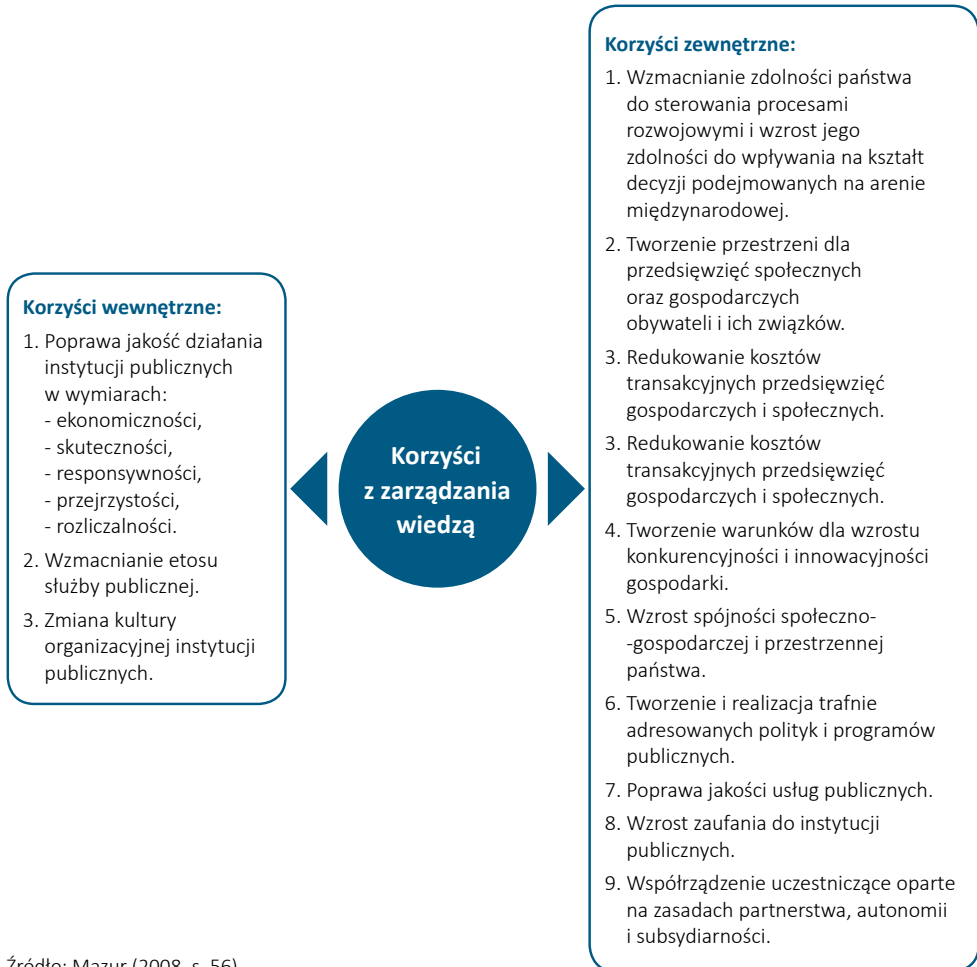 Korzyści wewnętrzne:
1. Poprawa jakość działania
instytucji publicznych
w wymiarach:
- ekonomiczności,
- skuteczności,
- responsywności,
- przejrzystości,
- rozliczalności.
2. Wzmacnianie etosu
służby publicznej.
3. Zmiana kultury
organizacyjnej instytucji
publicznych.
Korzyści
z zarządzania
wiedzą
Korzyści zewnętrzne:
1. Wzmacnianie zdolności państwa
do sterowania procesami
rozwojowymi i wzrost jego
zdolności do wpływania na kształt
decyzji podejmowanych na arenie
międzynarodowej.
2. Tworzenie przestrzeni dla
przedsięwzięć społecznych
oraz gospodarczych
obywateli i ich związków.
3. Redukowanie kosztów
transakcyjnych przedsięwzięć
gospodarczych i społecznych.
3. Redukowanie kosztów
transakcyjnych przedsięwzięć
gospodarczych i społecznych.
4. Tworzenie warunków dla wzrostu
konkurencyjności i innowacyjności
gospodarki.
5. Wzrost spójności społeczno-
-gospodarczej i przestrzennej
państwa.
6. Tworzenie i realizacja trafnie
adresowanych polityk i programów
publicznych.
7. Poprawa jakości usług publicznych.
8. Wzrost zaufania do instytucji
publicznych.
9. Współrządzenie uczestniczące oparte
na zasadach partnerstwa, autonomii
i subsydiarności.
Źródło: Mazur (2008, s. 56)